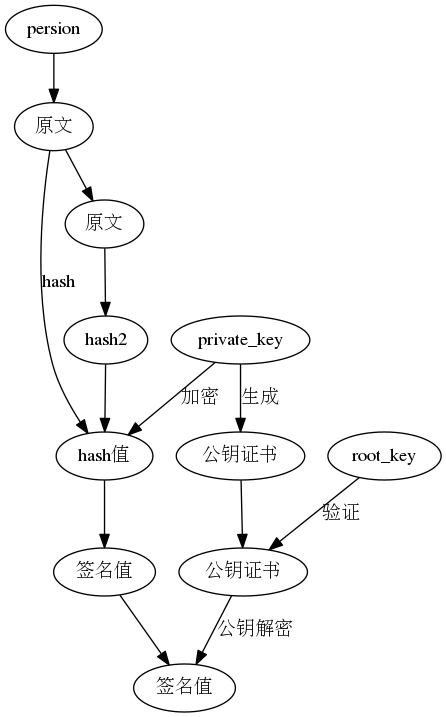 persion
原文
原文
hash
hash2
private_key
加密
生成
hash值
公钥证书
root_key
验证
签名值
公钥证书
公钥解密
签名值